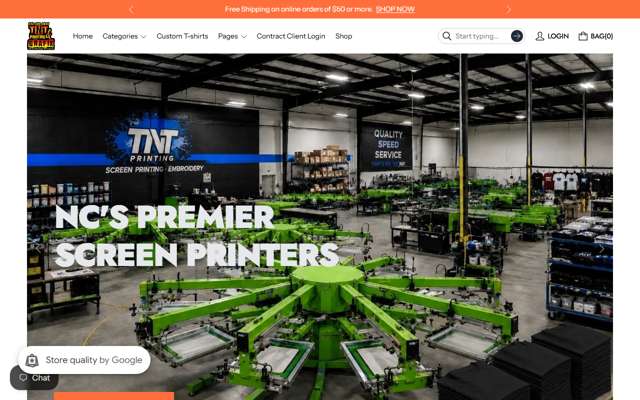 Free Shipping on online orders of $50 or more. SHOP NOW
Home
Categories
Custom T-shirts
Pages
Contract Client Login
Shop
Start typing...
LOGIN
BAG(0)
TNT
PRINTING
SCREEN PRINTING · EMBROIDERY
QUALITY
SPEED
SERVICE
NC'S PREMIER
SCREEN PRINTERS
Store quality by Google
Chat